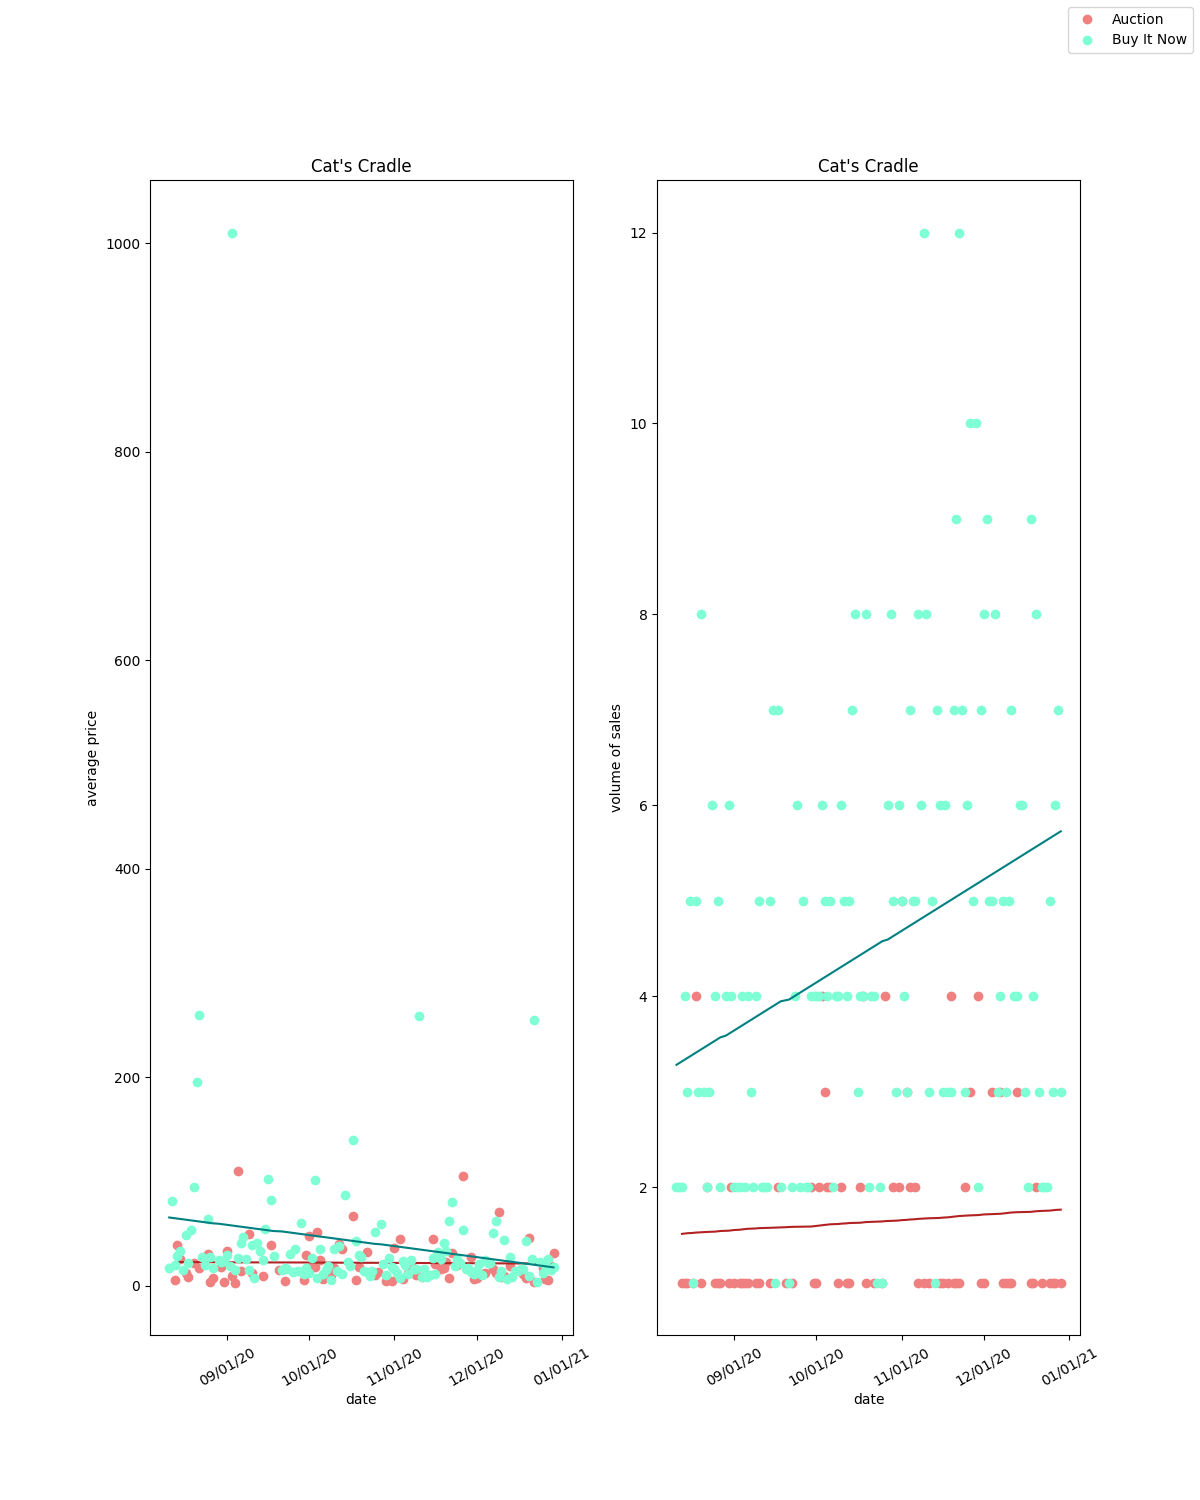 Auction
Buy It Now
Cat's Cradle
1000
800
600
400
200
0
average price
09/01/20
10/01/20
11/01/20
12/01/20
01/01/21
date
Cat's Cradle
12
10
8
6
4
2
volume of sales
09/01/20
10/01/20
11/01/20
12/01/20
01/01/21
date